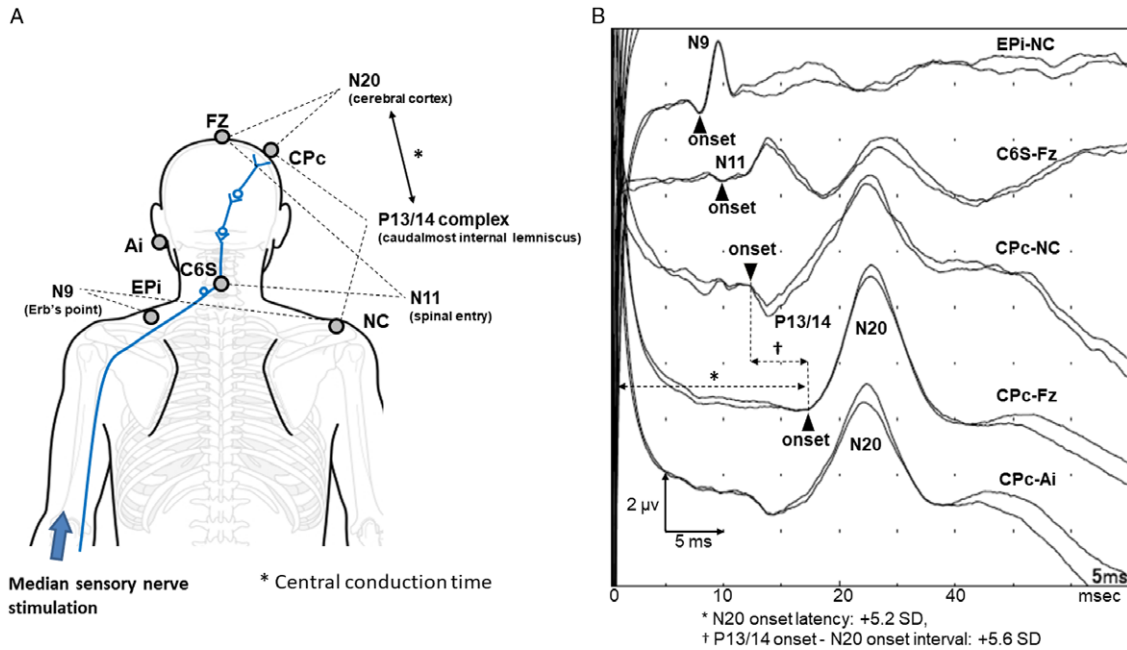 A
N20
(cerebral cortex)
FZ
CPc
*
P13/14 complex
(caudalmost internal lemniscus)
Ai
C6S
EPi
N9
(Erb's point)
N11
(spinal entry)
NC
Median sensory nerve
stimulation
* Central conduction time
B
N9
EPi-NC
onset
N11
C6S-Fz
onset
onset
CPc-NC
P13/14
†
N20
*
CPc-Fz
onset
N20
CPc-Ai
2 μv
5 ms
5ms
0 10 20 40 msec
* N20 onset latency: +5.2 SD,
† P13/14 onset - N20 onset interval: +5.6 SD